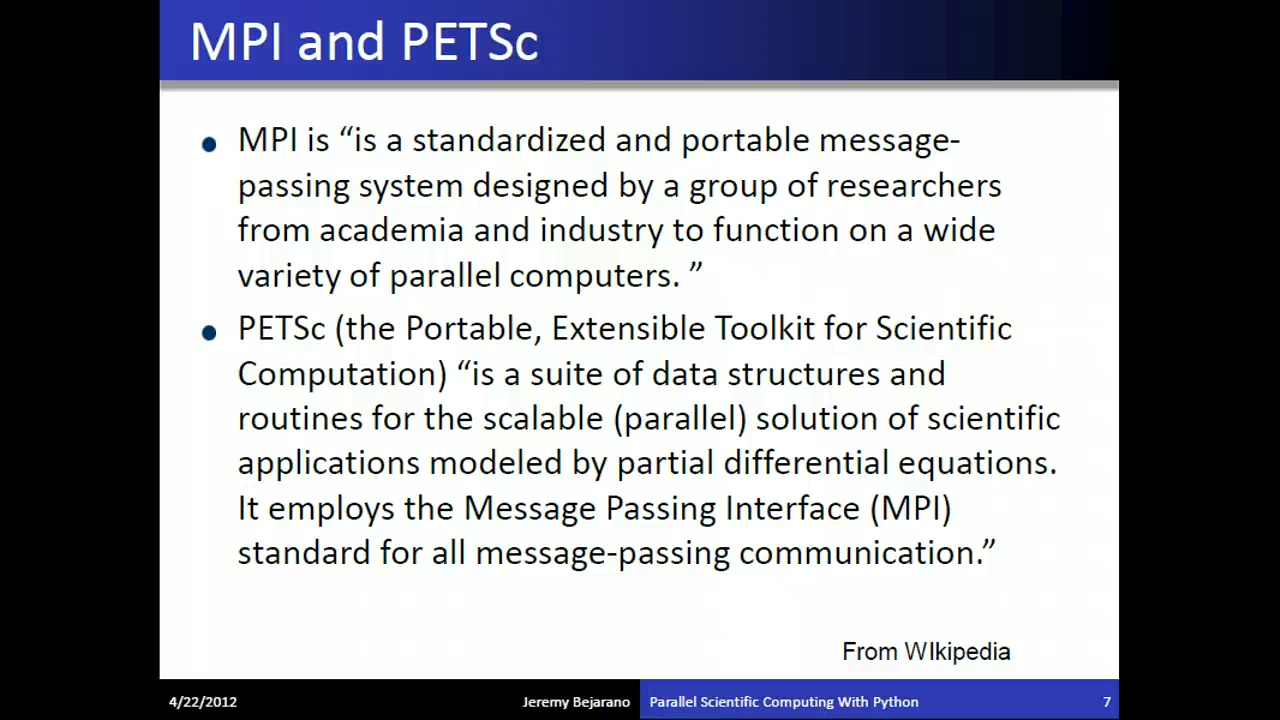 MPI and PETSc
MPI is “is a standardized and portable message-
passing system designed by a group of researchers
from academia and industry to function on a wide
variety of parallel computers. ”
PETSc (the Portable, Extensible Toolkit for Scientific
Computation) “is a suite of data structures and
routines for the scalable (parallel) solution of scientific
applications modeled by partial differential equations.
It employs the Message Passing Interface (MPI)
standard for all message-passing communication.”
From WIkipedia
4/22/2012 Jeremy Bejarano Parallel Scientific Computing With Python 7